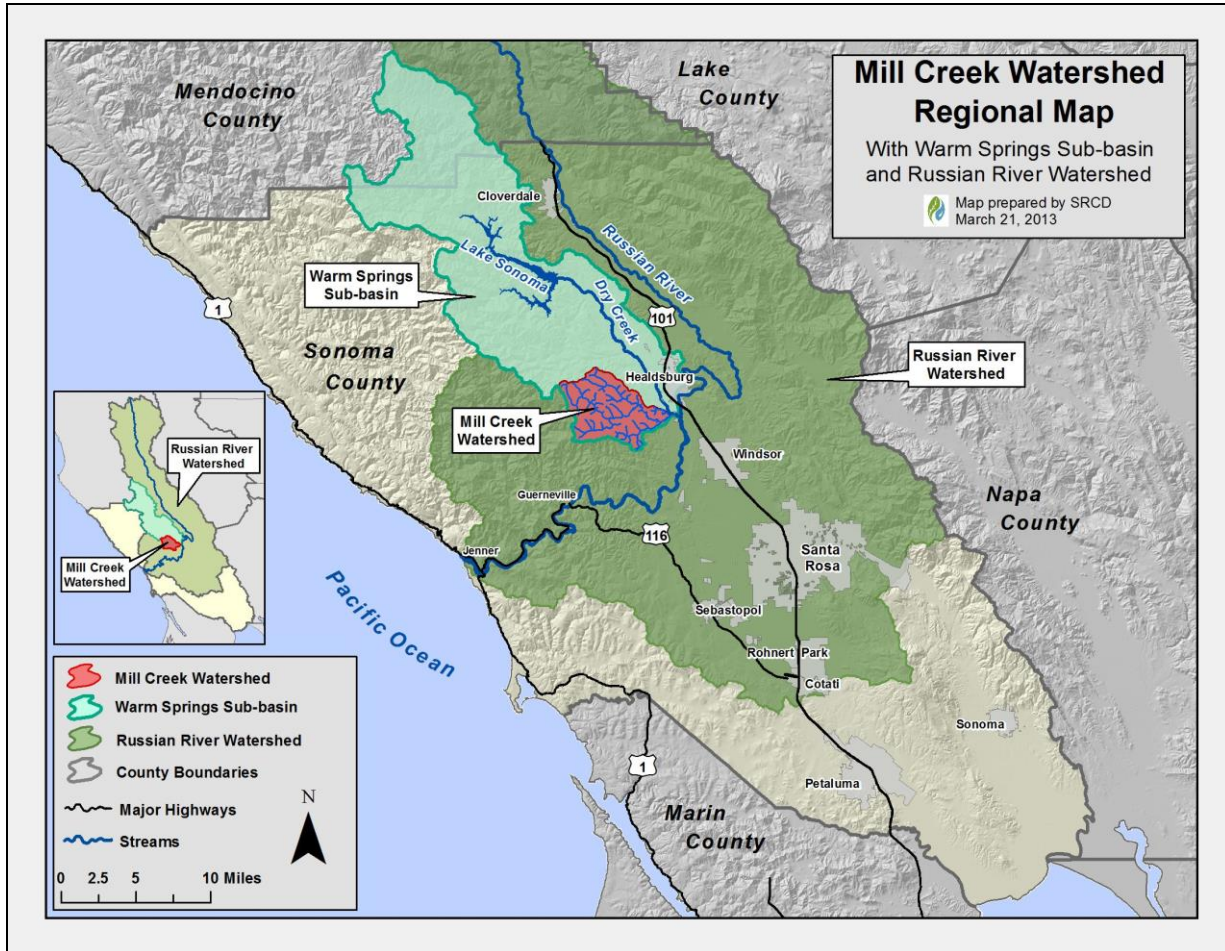 Mill Creek Watershed
Regional Map
With Warm Springs Sub-basin
and Russian River Watershed
Map prepared by SRCD
March 21, 2013
Mendocino
County
Lake
County
Cloverdale
Russian River
Lake Sonoma
Warm Springs
Sub-basin
Dry Creek
1
101
Sonoma
County
Russian River
Watershed
Healdsburg
Mill Creek
Watershed
Windsor
Guerneville
Napa
County
116
Jenner
Santa
Rosa
Pacific Ocean
Sebastopol
Rohnert Park
Cotati
Sonoma
Petaluma
1
Marin
County
Russian River
Watershed
Mill Creek
Watershed
Mill Creek Watershed
Warm Springs Sub-basin
Russian River Watershed
County Boundaries
Major Highways
Streams
N
0 2.5 5 10 Miles